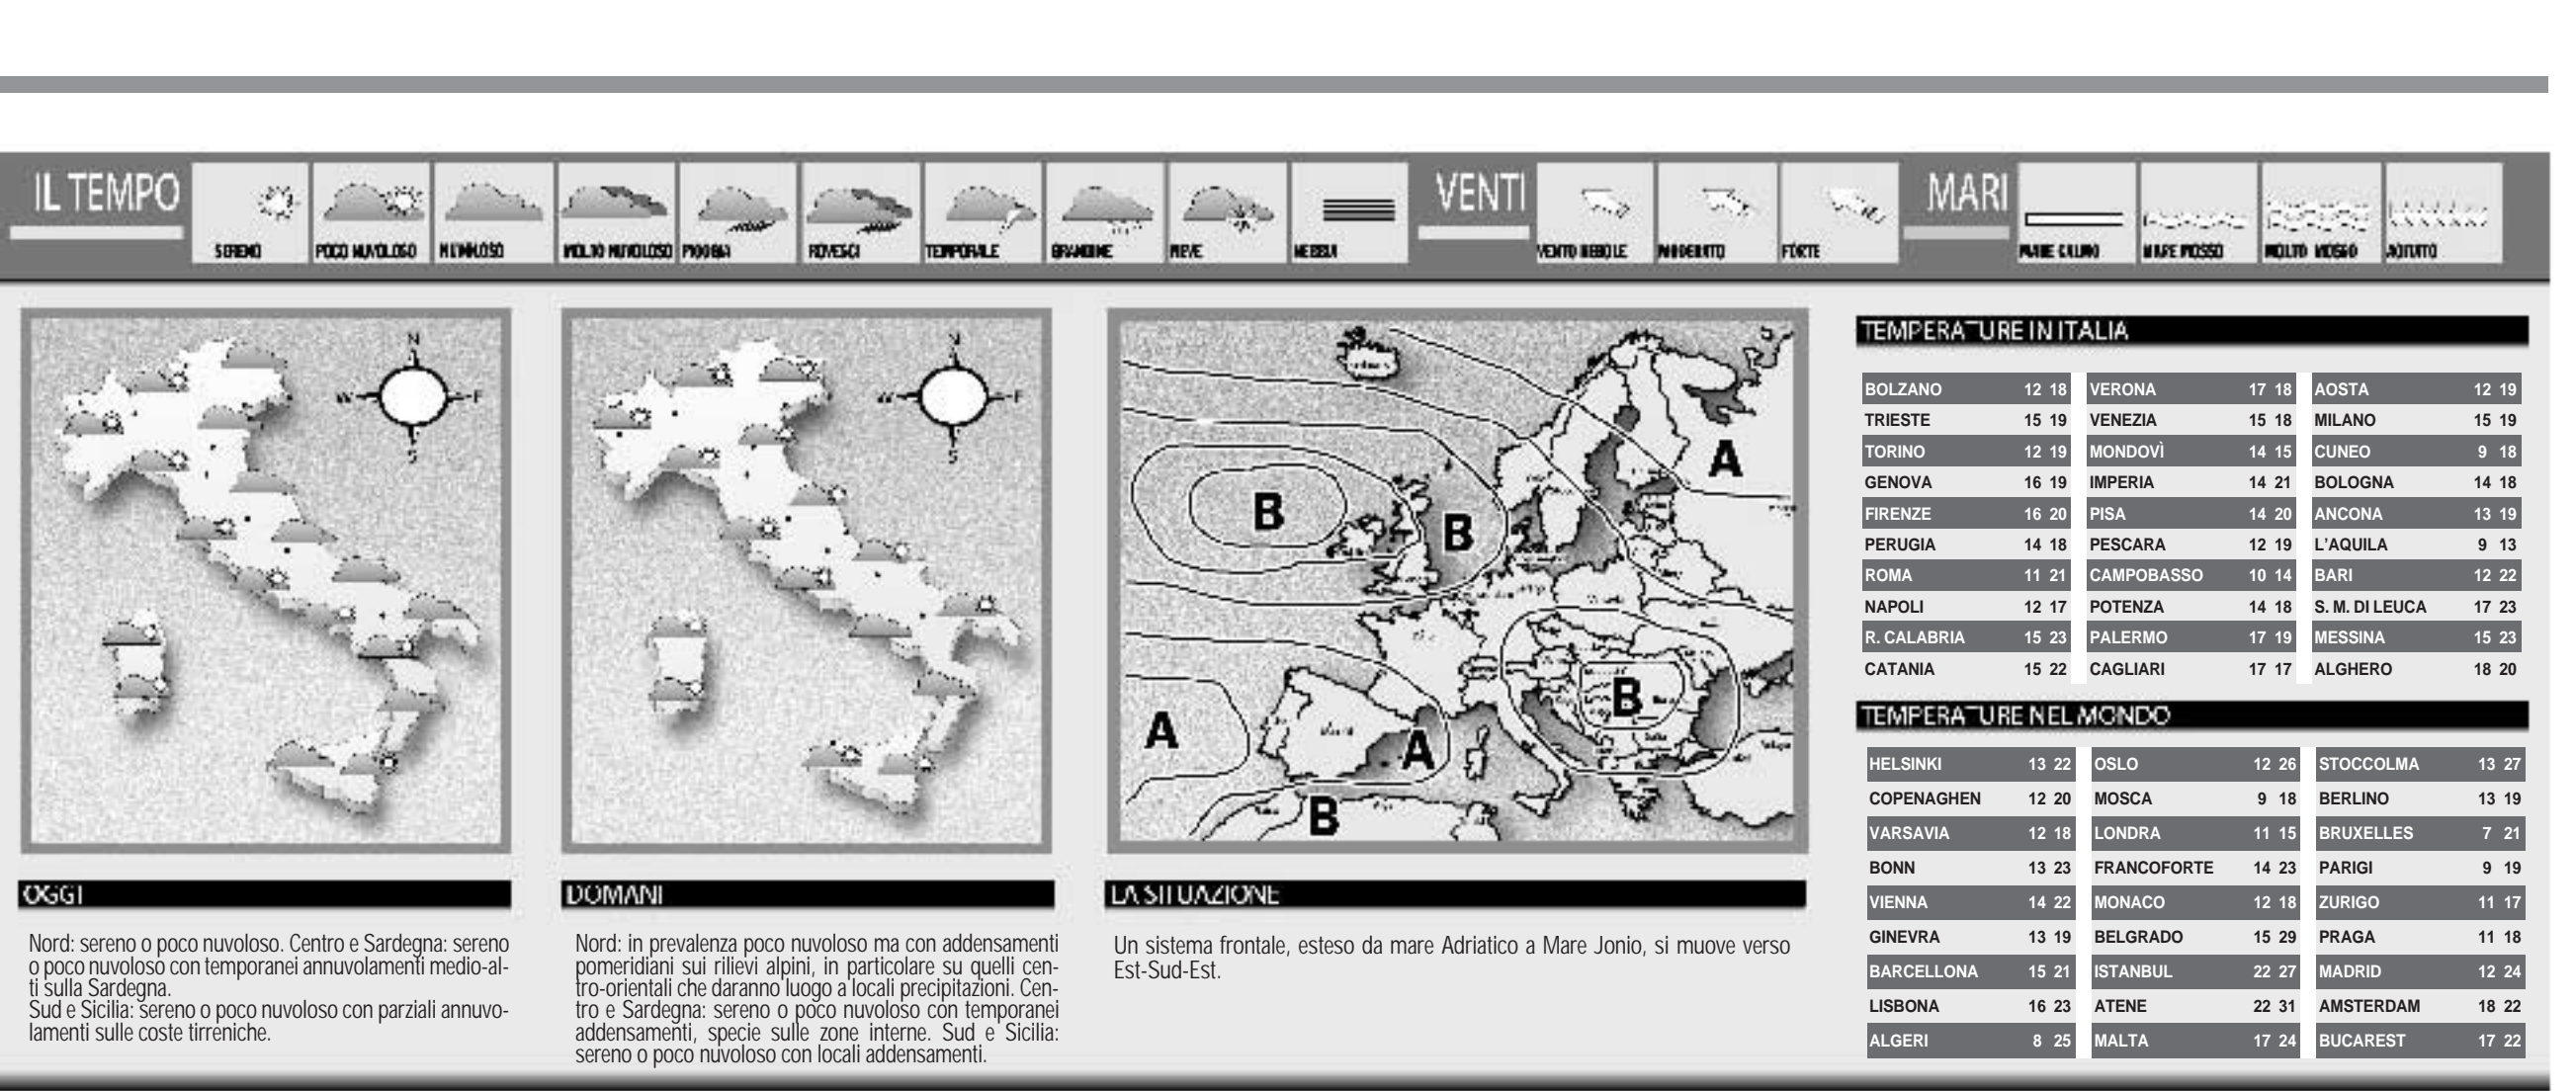 IL TEMPO
SERENO
POCO NUVOLOSO
NUVOLOSO
MOLTO NUVOLOSO
PIOGGIA
ROVESCI
TEMPORALE
GRANDINE
NEVE
NEBBIA
VENTI
VENTO DEBOLE
MODERATO
FORTE
MARI
MARE CALMO
MARE MOSSO
MOLTO MOSSO
AGITATO
N
W
S
N
W
S
A
B
B
B
A
A
B
OGGI
Nord: sereno o poco nuvoloso. Centro e Sardegna: sereno
o poco nuvoloso con temporanei annuvolamenti medio-al-
ti sulla Sardegna.
Sud e Sicilia: sereno o poco nuvoloso con parziali annuvo-
lamenti sulle coste tirreniche.
DOMANI
Nord: in prevalenza poco nuvoloso ma con addensamenti
pomeridiani sui rilievi alpini, in particolare su quelli cen-
tro-orientali che daranno luogo a locali precipitazioni. Cen-
tro e Sardegna: sereno o poco nuvoloso con temporanei
addensamenti, specie sulle zone interne. Sud e Sicilia:
sereno o poco nuvoloso con locali addensamenti.
LA SITUAZIONE
Un sistema frontale, esteso da mare Adriatico a Mare Jonio, si muove verso
Est-Sud-Est.
TEMPERATURE IN ITALIA
BOLZANO 12 18 VERONA 17 18 AOSTA 12 19
TRIESTE 15 19 VENEZIA 15 18 MILANO 15 19
TORINO 12 19 MONDOVÌ 14 15 CUNEO 9 18
GENOVA 16 19 IMPERIA 14 21 BOLOGNA 14 18
FIRENZE 16 20 PISA 14 20 ANCONA 13 19
PERUGIA 14 18 PESCARA 12 19 L'AQUILA 9 13
ROMA 11 21 CAMPOBASSO 10 14 BARI 12 22
NAPOLI 12 17 POTENZA 14 18 S. M. DI LEUCA 17 23
R. CALABRIA 15 23 PALERMO 17 19 MESSINA 15 23
CATANIA 15 22 CAGLIARI 17 17 ALGHERO 18 20
TEMPERATURE NEL MONDO
HELSINKI 13 22 OSLO 12 26 STOCCOLMA 13 27
COPENAGHEN 12 20 MOSCA 9 18 BERLINO 13 19
VARSAVIA 12 18 LONDRA 11 15 BRUXELLES 7 21
BONN 13 23 FRANCOFORTE 14 23 PARIGI 9 19
VIENNA 14 22 MONACO 12 18 ZURIGO 11 17
GINEVRA 13 19 BELGRADO 15 29 PRAGA 11 18
BARCELLONA 15 21 ISTANBUL 22 27 MADRID 12 24
LISBONA 16 23 ATENE 22 31 AMSTERDAM 18 22
ALGERI 8 25 MALTA 17 24 BUCAREST 17 22